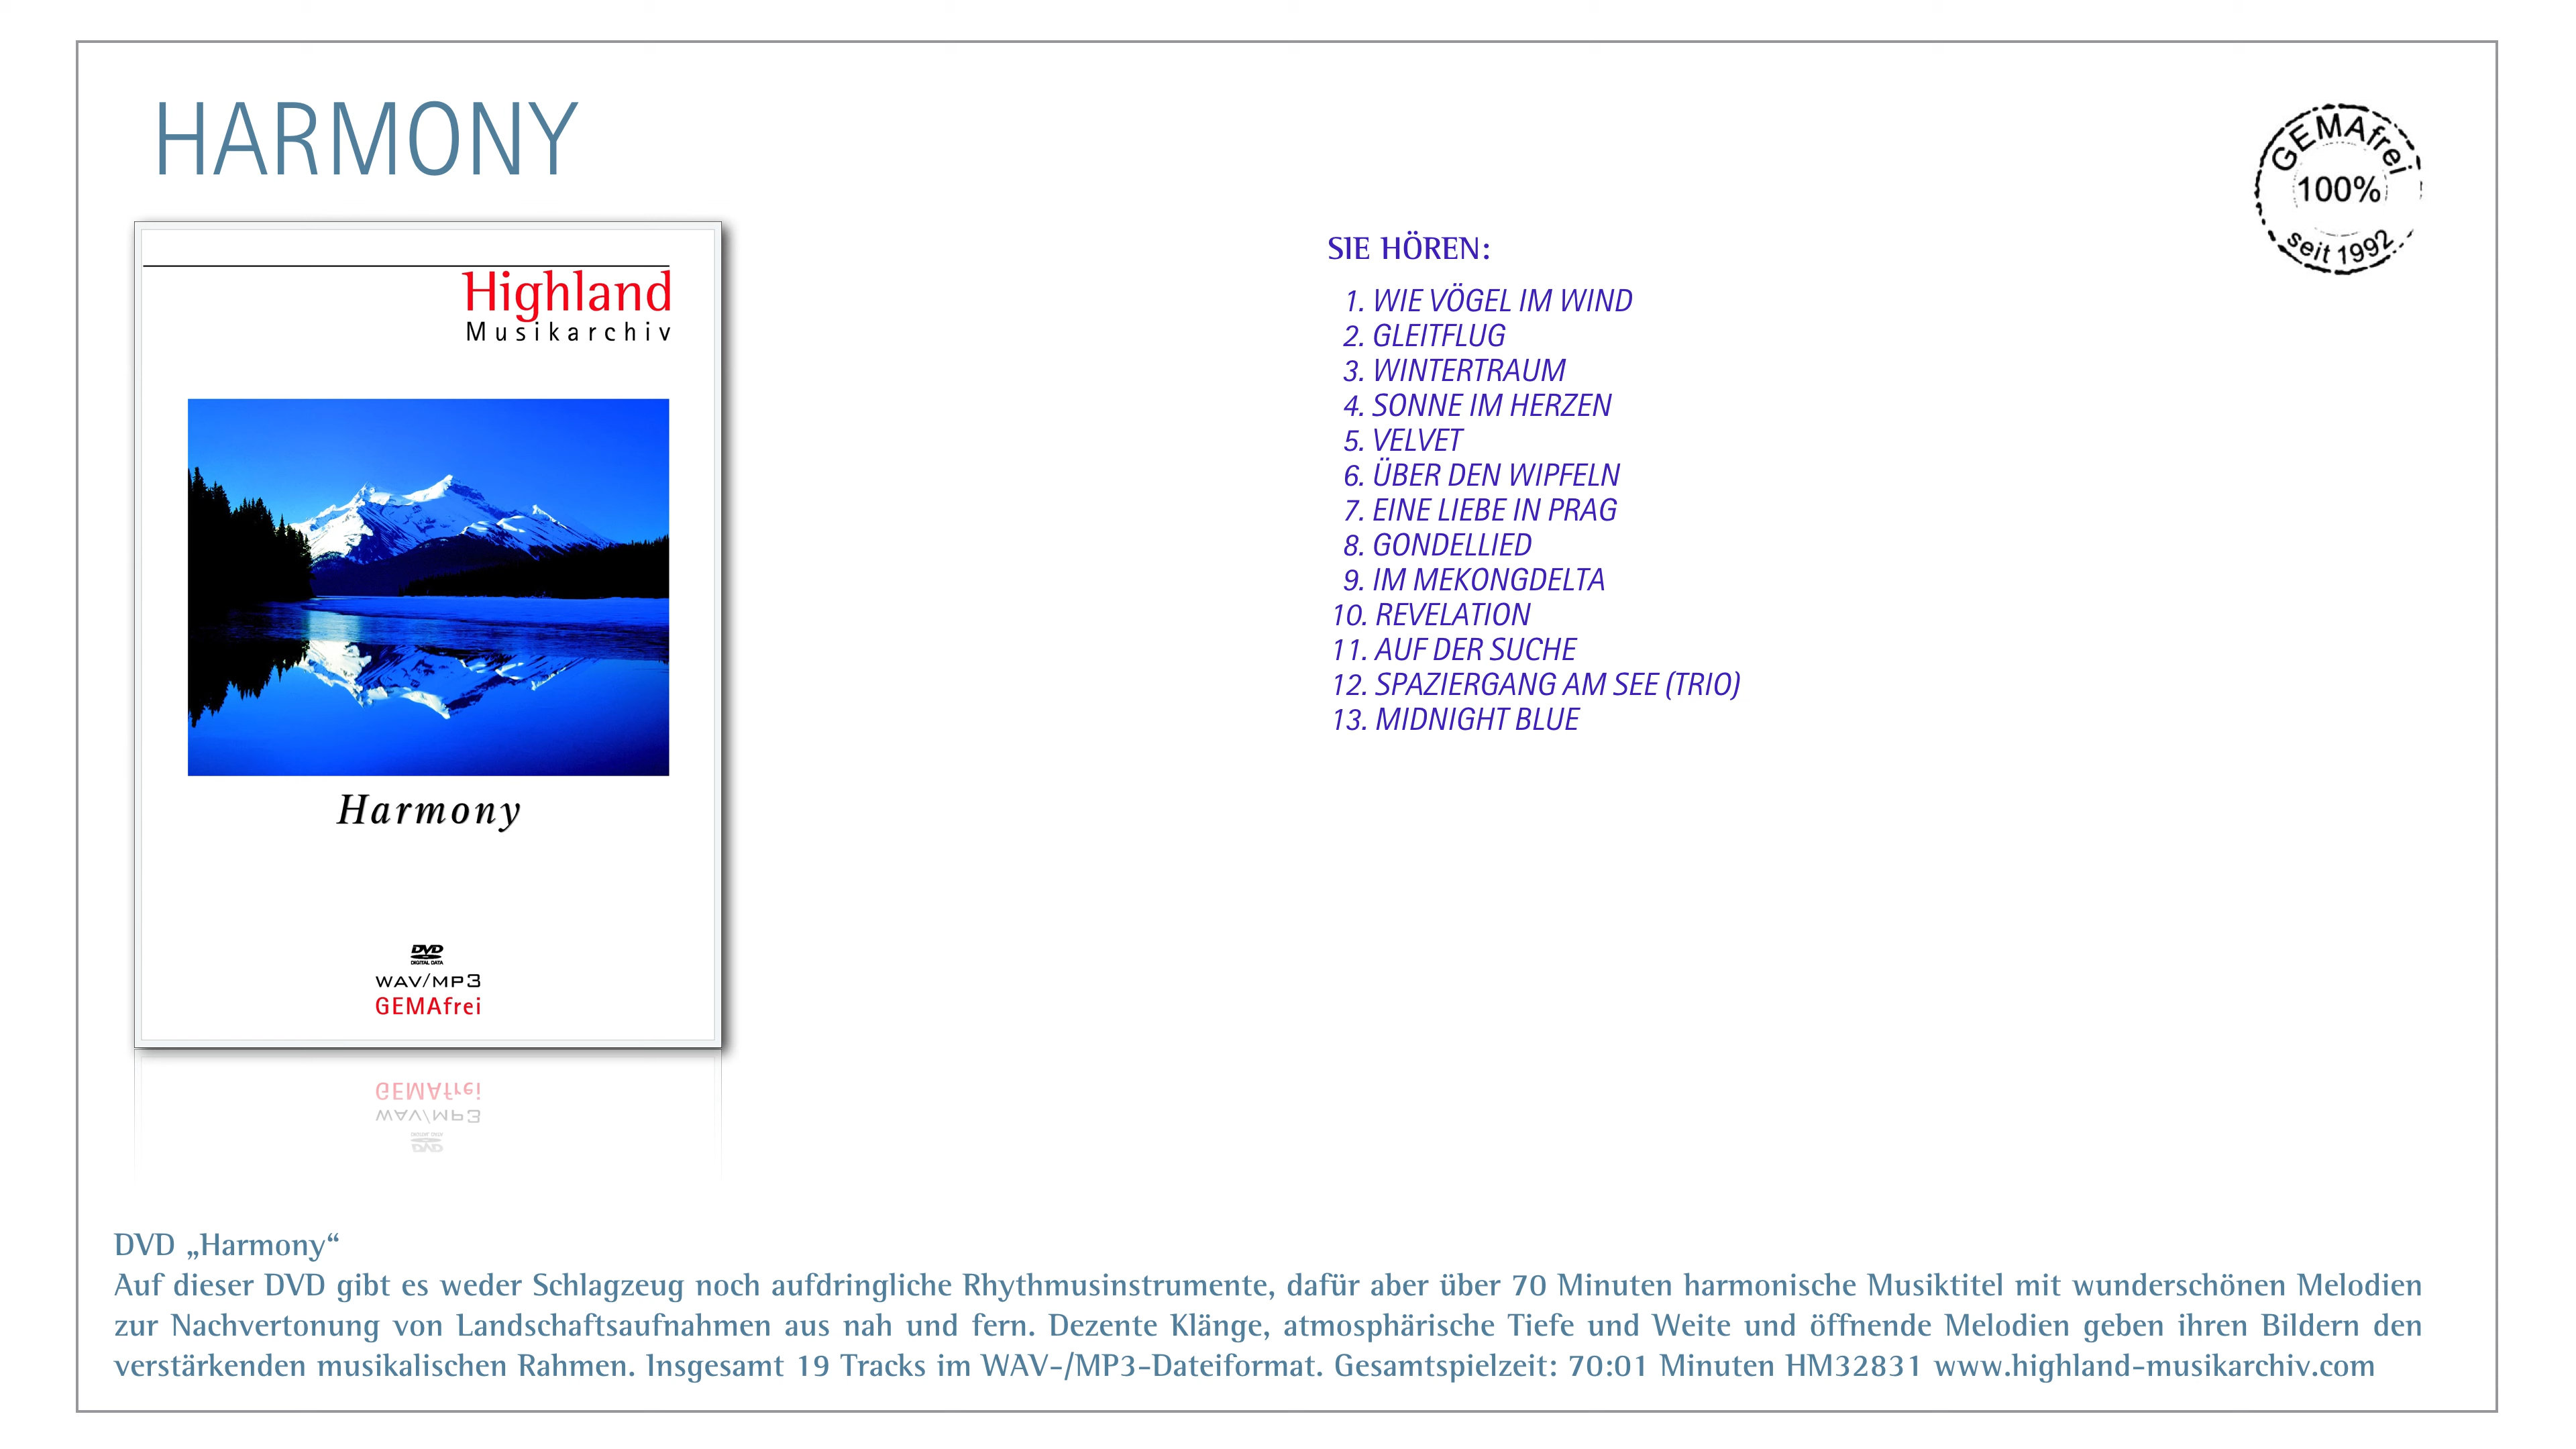 HARMONY
GEMAfrei
100%
seit 1992
Highland
Musikarchiv
Harmony
DVD
DIGITAL DATA
WAV/MP3
GEMAfrei
SIE HÖREN:
1. WIE VÖGEL IM WIND
2. GLEITFLUG
3. WINTERTRAUM
4. SONNE IM HERZEN
5. VELVET
6. ÜBER DEN WIPFELN
7. EINE LIEBE IN PRAG
8. GONDELLIED
9. IM MEKONGDELTA
10. REVELATION
11. AUF DER SUCHE
12. SPAZIERGANG AM SEE (TRIO)
13. MIDNIGHT BLUE
DVD „Harmony“
Auf dieser DVD gibt es weder Schlagzeug noch aufdringliche Rhythmusinstrumente, dafür aber über 70 Minuten harmonische Musiktitel mit wunderschönen Melodien
zur Nachvertonung von Landschaftsaufnahmen aus nah und fern. Dezente Klänge, atmosphärische Tiefe und Weite und öffnende Melodien geben ihren Bildern den
verstärkenden musikalischen Rahmen. Insgesamt 19 Tracks im WAV-/MP3-Dateiformat. Gesamtspielzeit: 70:01 Minuten HM32831 www.highland-musikarchiv.com